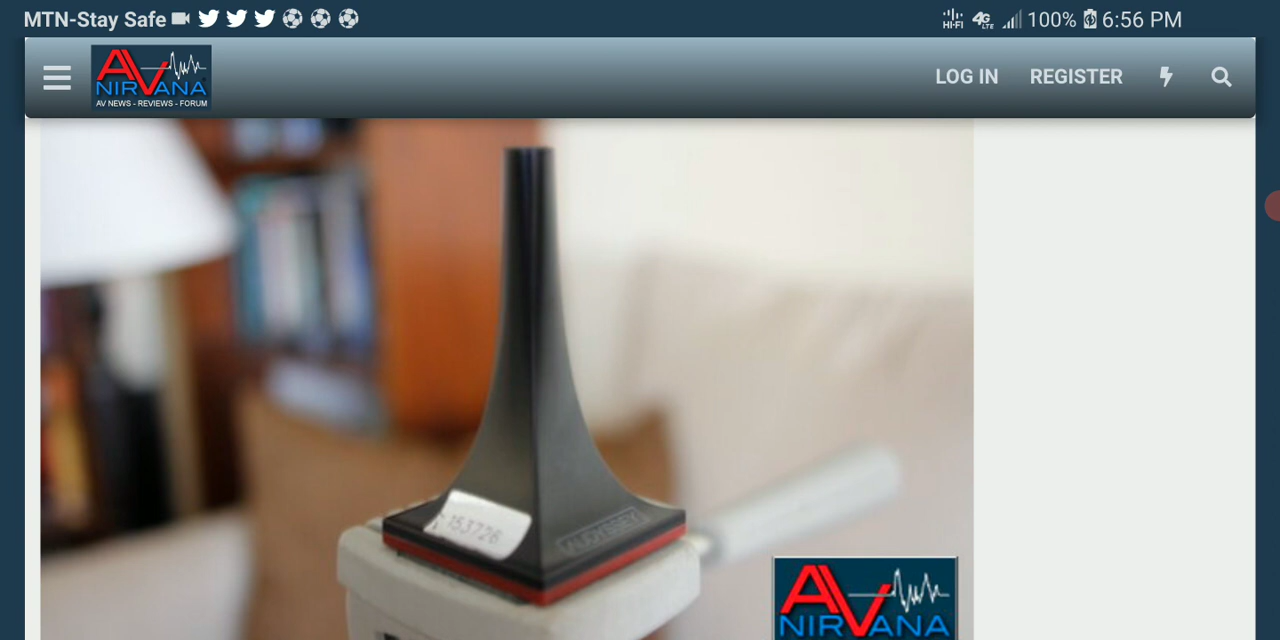 MTN-Stay Safe HI-FI 4G LTE 100% 6:56 PM
AV NIRVANA
AV NEWS - REVIEWS - FORUM
LOG IN REGISTER
153726
AUDYSSEY
AV
NIRVANA